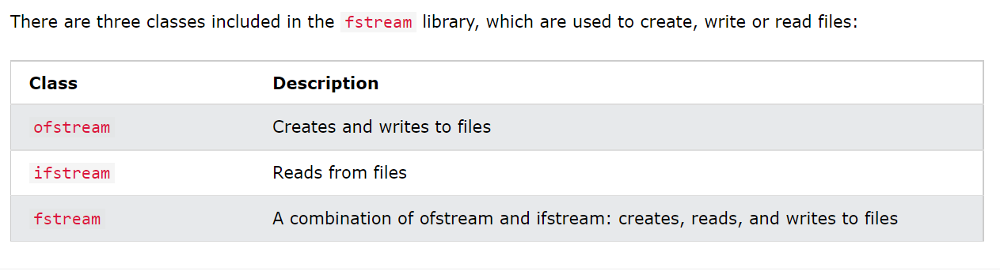 There are three classes included in the fstream library, which are used to create, write or read files:
Class Description
ofstream Creates and writes to files
ifstream Reads from files
fstream A combination of ofstream and ifstream: creates, reads, and writes to files